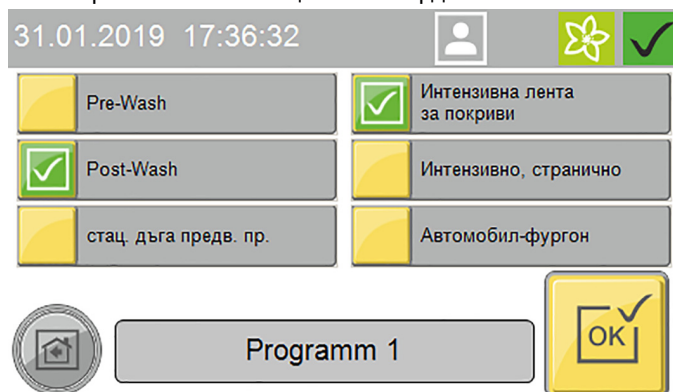 31.01.2019 17:36:32
Pre-Wash
Интензивна лента
за покриви
Post-Wash
Интензивно, странично
стац. дъга предв. пр.
Автомобил-фургон
Programm 1
OK